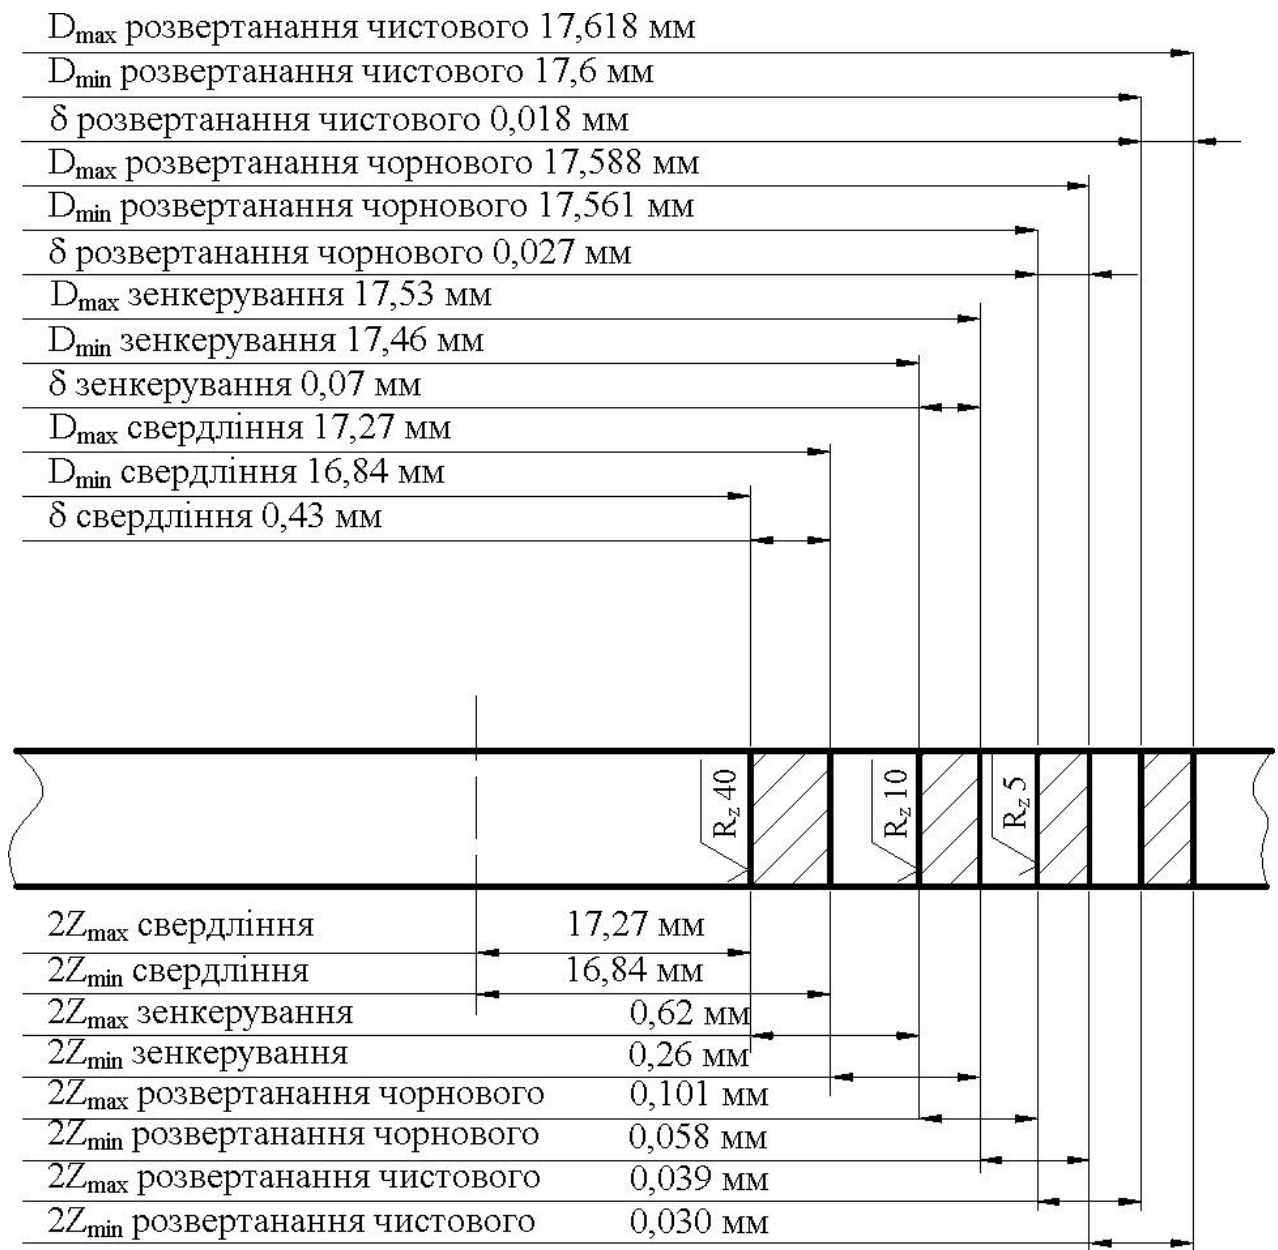 Dmax розвертанання чистового 17,618 мм
Dmin розвертанання чистового 17,6 мм
δ розвертанання чистового 0,018 мм
Dmax розвертанання чорнового 17,588 мм
Dmin розвертанання чорнового 17,561 мм
δ розвертанання чорнового 0,027 мм
Dmax зенкерування 17,53 мм
Dmin зенкерування 17,46 мм
δ зенкерування 0,07 мм
Dmax свердління 17,27 мм
Dmin свердління 16,84 мм
δ свердління 0,43 мм
Rz 40
Rz 10
Rz 5
2Zmax свердління 17,27 мм
2Zmin свердління 16,84 мм
2Zmax зенкерування 0,62 мм
2Zmin зенкерування 0,26 мм
2Zmax розвертанання чорнового 0,101 мм
2Zmin розвертанання чорнового 0,058 мм
2Zmax розвертанання чистового 0,039 мм
2Zmin розвертанання чистового 0,030 мм